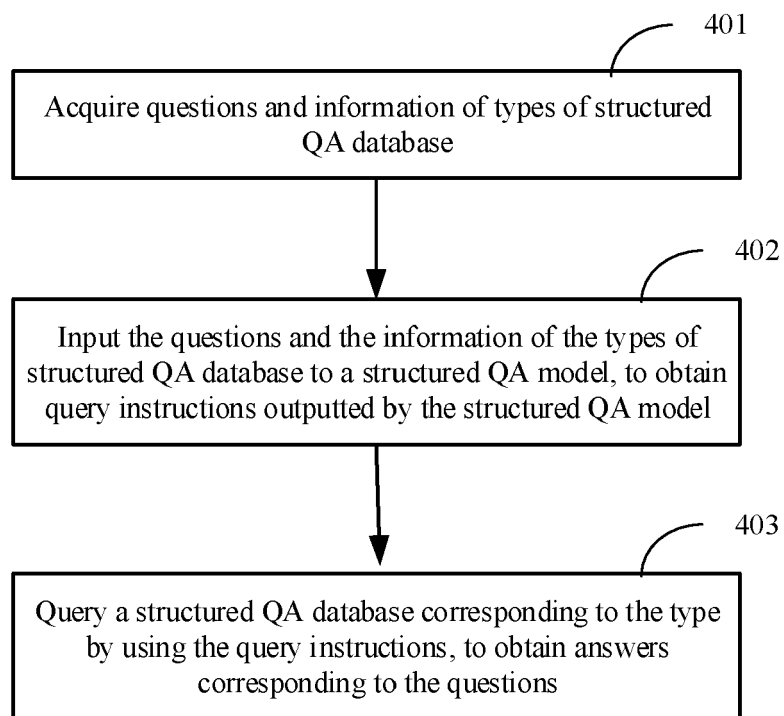 401
Acquire questions and information of types of structured
QA database
402
Input the questions and the information of the types of
structured QA database to a structured QA model, to obtain
query instructions outputted by the structured QA model
403
Query a structured QA database corresponding to the type
by using the query instructions, to obtain answers
corresponding to the questions